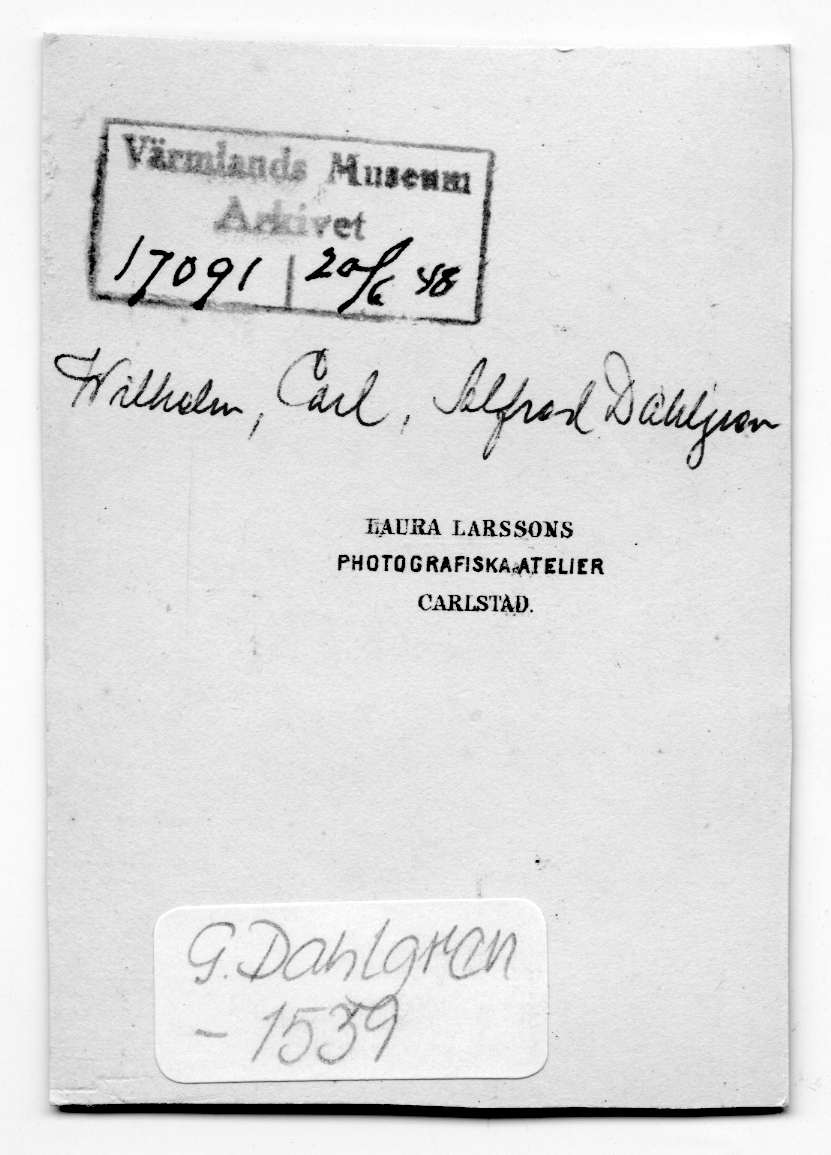 Värmlands Museum
Arkivet
17091 | 20/6 48
Wilhelm, Carl, Alfred Dahlgren
LAURA LARSSONS
PHOTOGRAFISKA ATELIER
CARLSTAD.
G. Dahlgren
- 1539